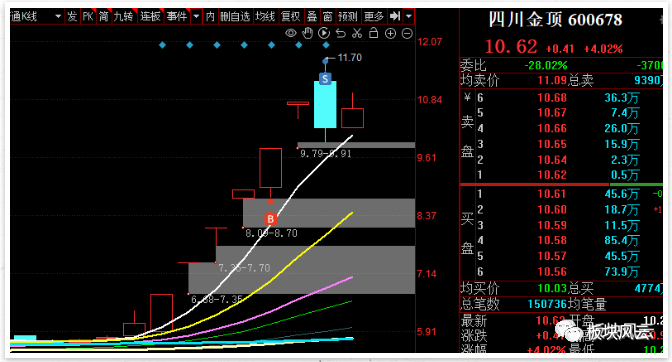 通K线 发 PK 简 九转 连板 事件 内 删自选 均线 复权 叠 窗 预测 更多
12.07
11.70
S
10.84
9.79-9.91
9.61
B
8.37
8.09-8.70
7.35-7.70
7.14
6.88-7.35
5.91
四川金顶 600678
10.62 +0.41 +4.02%
委比 -28.02% -3700
均卖价 11.09 总卖 9390
￥ 6 10.68 36.3万
5 10.67 7.4万
卖 4 10.66 26.0万
3 10.65 15.9万
盘 2 10.64 2.3万
1 10.62 0.5万
1 10.61 45.6万
买 2 10.60 18.7万
3 10.59 11.5万
盘 4 10.58 85.4万
5 10.57 45.5万
6 10.56 73.9万
均买价 10.03 总买 4774
总笔数 150736 均笔量
最新 10.62 开盘 10.
涨跌
涨幅 +4.02% 最低 10.
板块风云